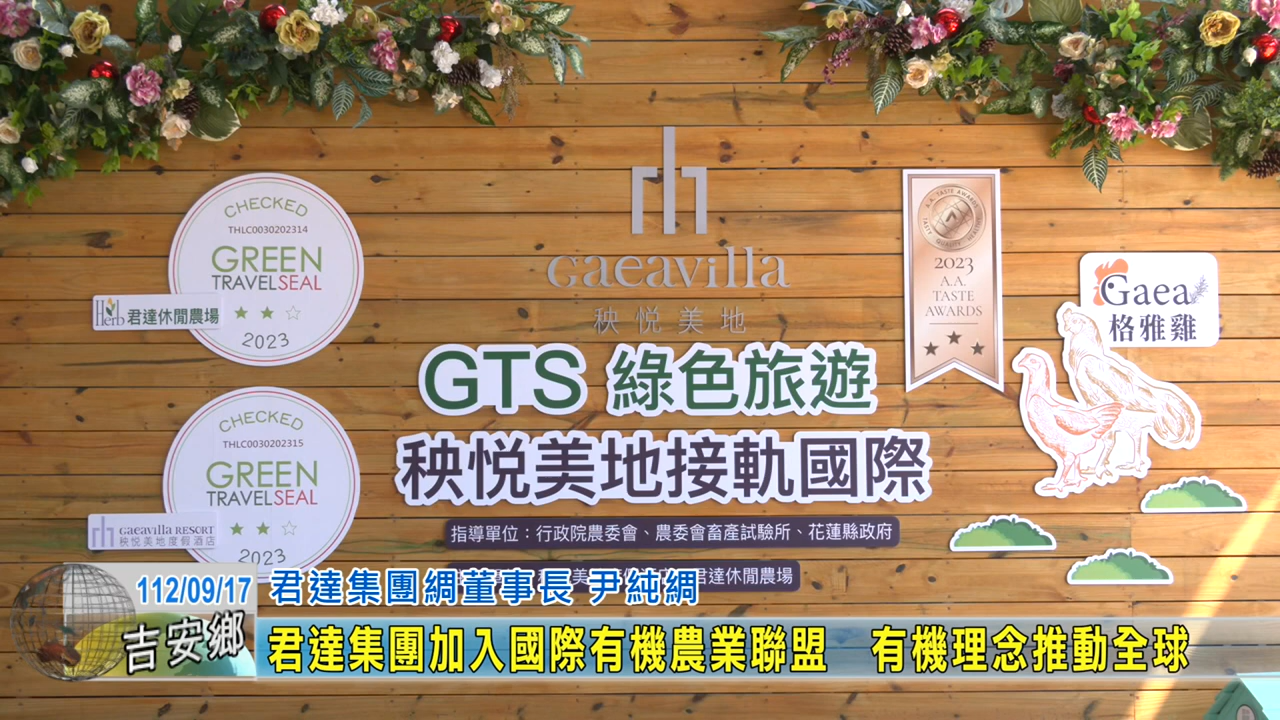 CHECKED
THLC0030202314
GREEN
TRAVELSEAL
2023
Herb 君達休閒農場
CHECKED
THLC0030202315
GREEN
TRAVELSEAL
2023
Gaeavilla RESORT
秧悅美地度假酒店
Gaeavilla
秧悅美地
GTS 綠色旅遊
秧悅美地接軌國際
指導單位：行政院農委會、農委會畜產試驗所、花蓮縣政府
君達休閒農場
A.A. TASTE AWARDS
2023
A.A.
TASTE
AWARDS
Gaea
格雅雞
112/09/17
吉安鄉
君達集團綢董事長 尹純綢
君達集團加入國際有機農業聯盟 有機理念推動全球